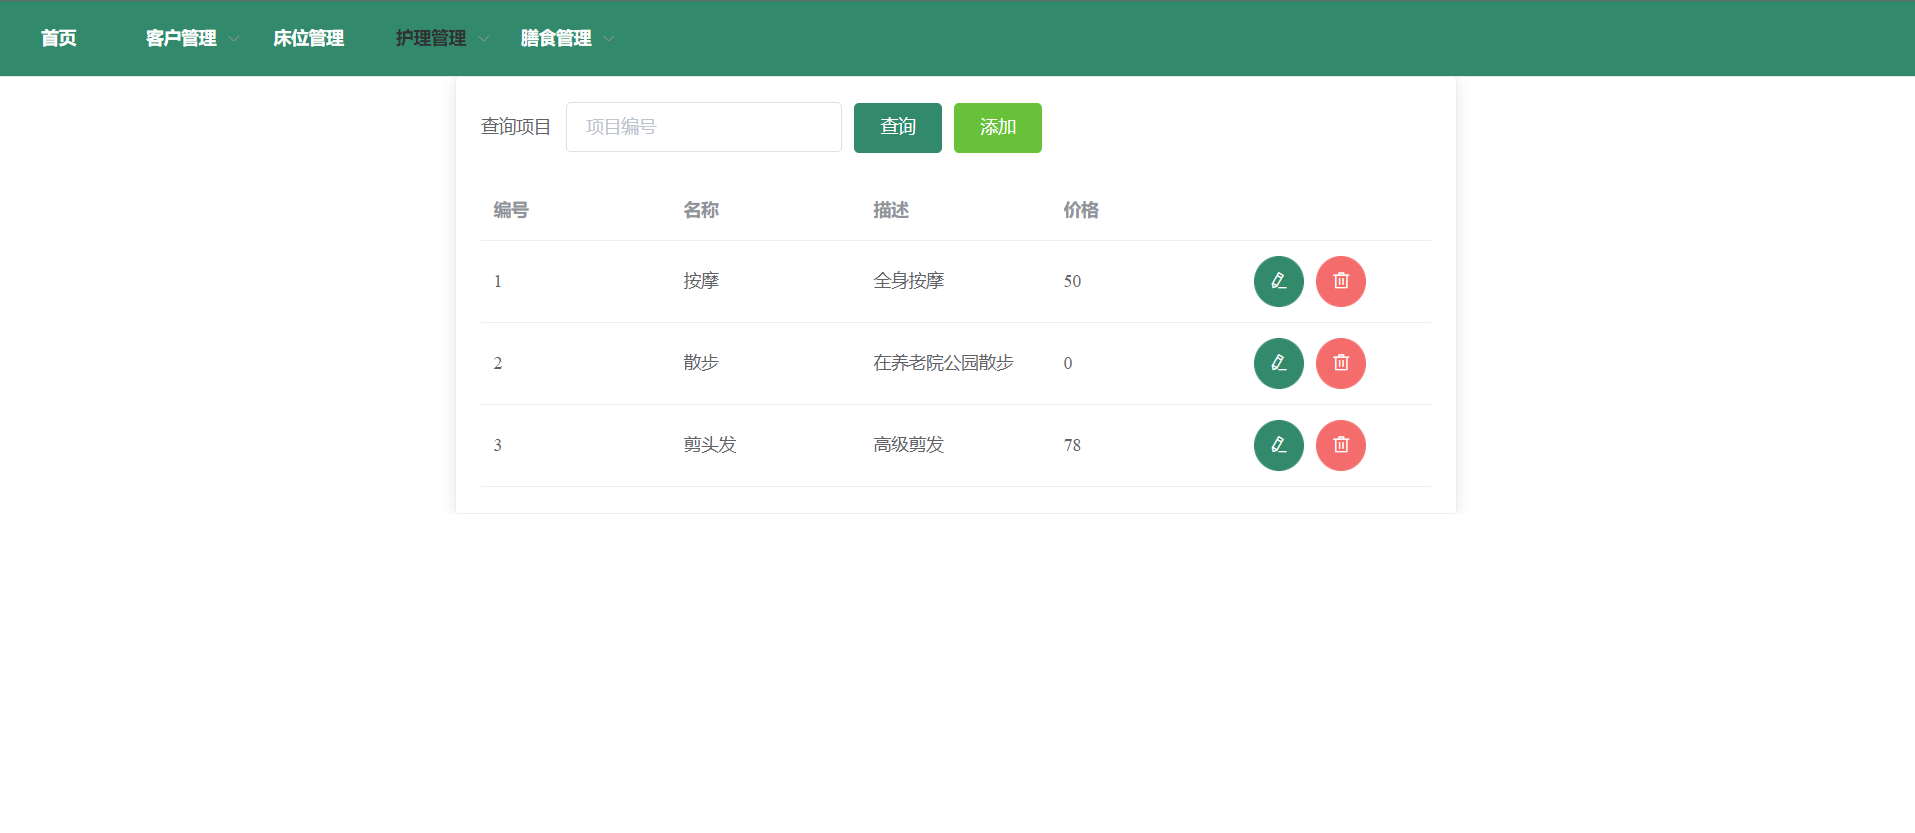 首页 客户管理 床位管理 护理管理 膳食管理
查询项目 项目编号 查询 添加
编号 名称 描述 价格
1 按摩 全身按摩 50
2 散步 在养老院公园散步 0
3 剪头发 高级剪发 78